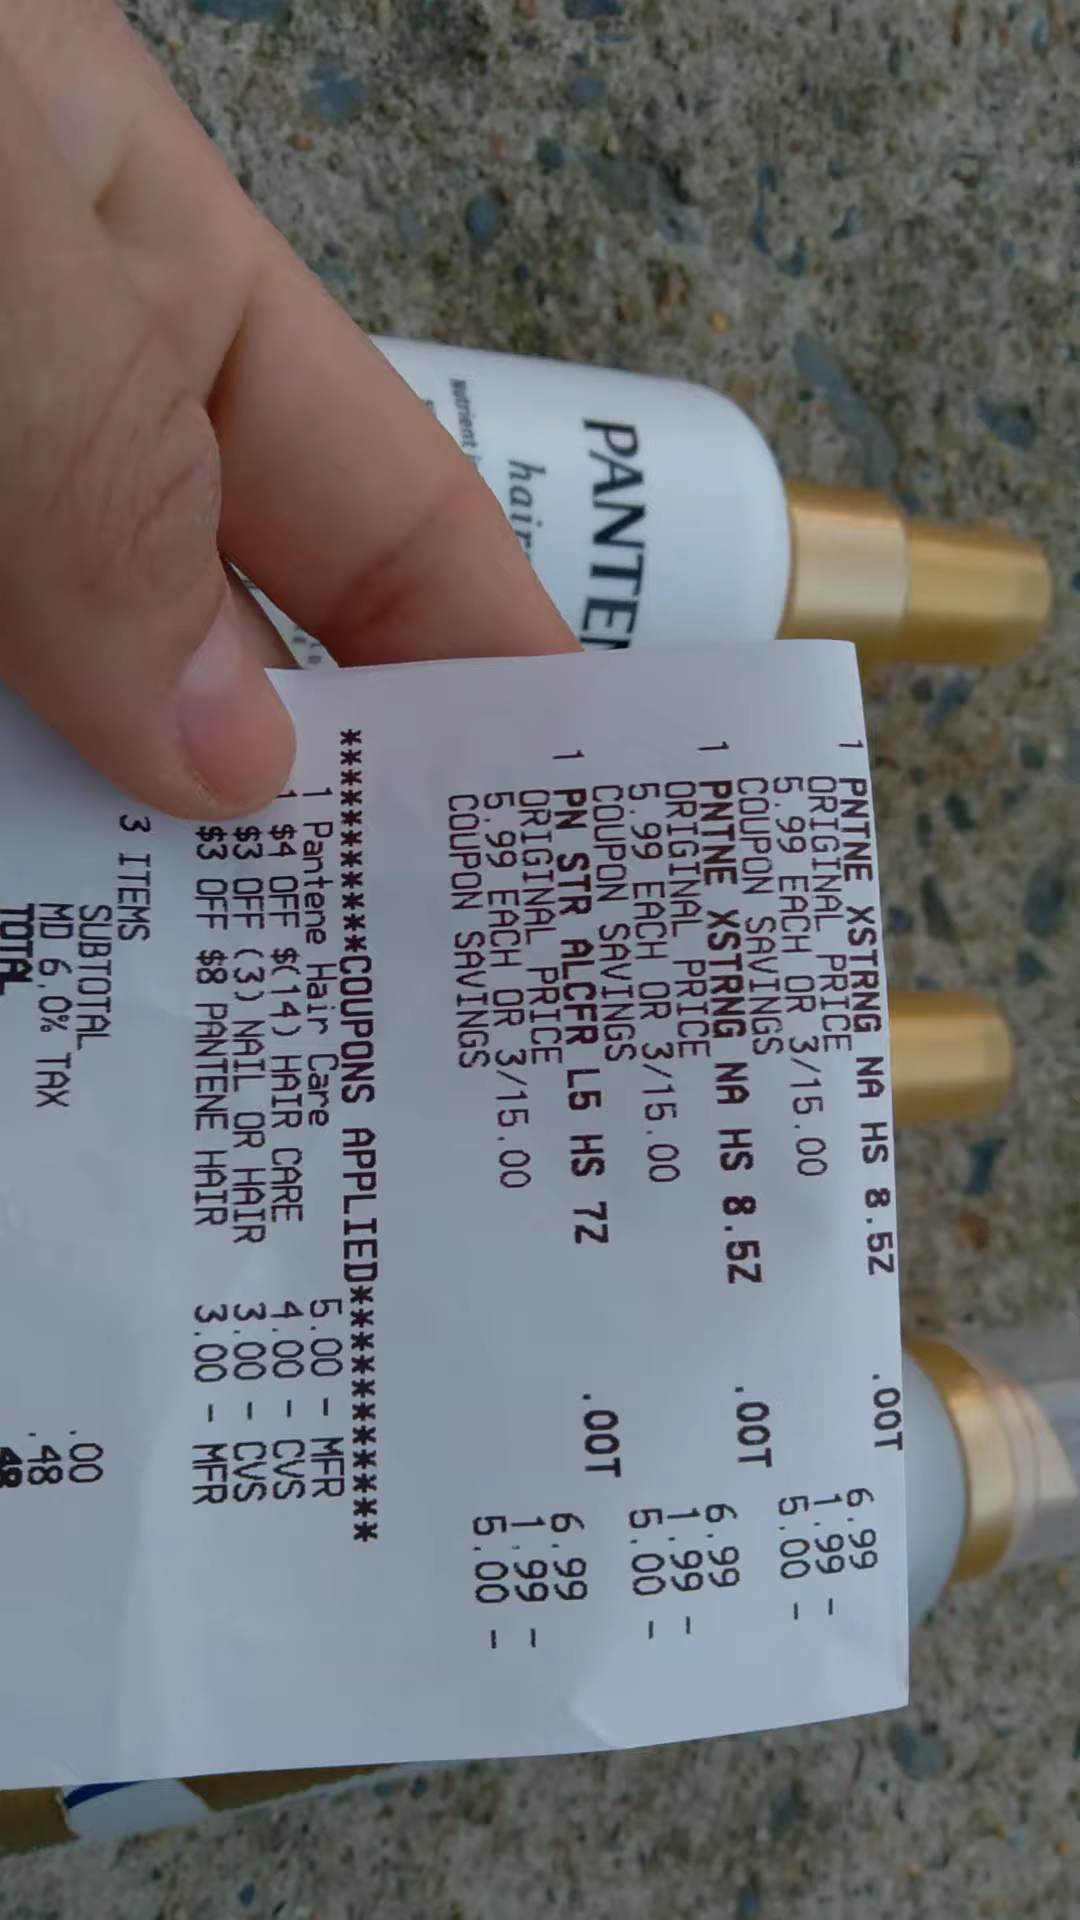 PANTE
hair
Nutrient
1 PNTNE XSTRNG NA HS 8.5Z .00T
ORIGINAL PRICE 6.99
5.99 EACH OR 3/15.00 1.99 -
COUPON SAVINGS 5.00 -
1 PNTNE XSTRNG NA HS 8.5Z .00T
ORIGINAL PRICE 6.99
5.99 EACH OR 3/15.00 1.99 -
COUPON SAVINGS 5.00 -
1 PN STR ALCFR L5 HS 7Z .00T
ORIGINAL PRICE 6.99
5.99 EACH OR 3/15.00 1.99 -
COUPON SAVINGS 5.00 -
***************COUPONS APPLIED****************
1 Pantene Hair Care 5.00 - MFR
1 $4 OFF $(14) HAIR CARE 4.00 - CVS
$3 OFF (3) NAIL OR HAIR 3.00 - CVS
$3 OFF $8 PANTENE HAIR 3.00 - MFR
3 ITEMS
SUBTOTAL .00
MD 6.0% TAX .48
TOTAL .48